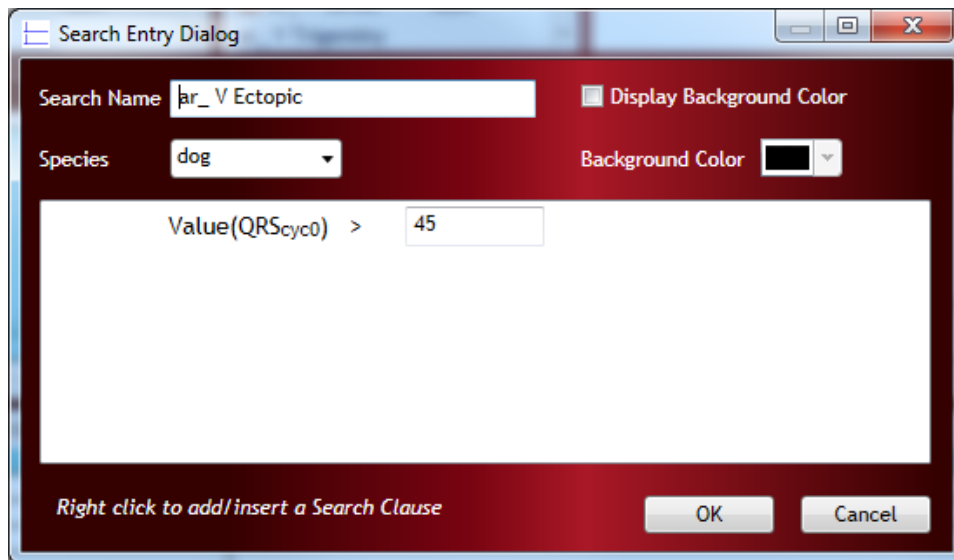 Search Entry Dialog
Search Name ar_ V Ectopic
Display Background Color
Species dog
Background Color
Value(QRScyc0) > 45
Right click to add/insert a Search Clause
OK
Cancel